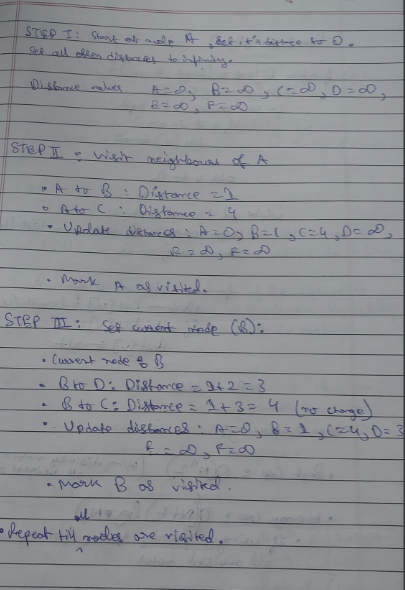 STEP I: Start at node A, Set it's distance to 0.
Set all other distances to infinity.
Distance values A=0, B=∞, C=∞, D=∞,
E=∞, F=∞
STEP II = Visit neighbours of A
• A to B : Distance = 1
• A to C : Distance = 4
• Update distances : A=0, B=1, C=4, D=∞,
E=∞, F=∞
• Mark A as visited.
STEP III: Set current node (B):
• Current node B
• B to D: Distance = 1+2 = 3
• B to C: Distance = 1+3 = 4 (no change)
• Update distances: A=0, B=1, C=4, D=3
E=∞, F=∞
• Mark B as visited.
• Repeat till all nodes are visited.